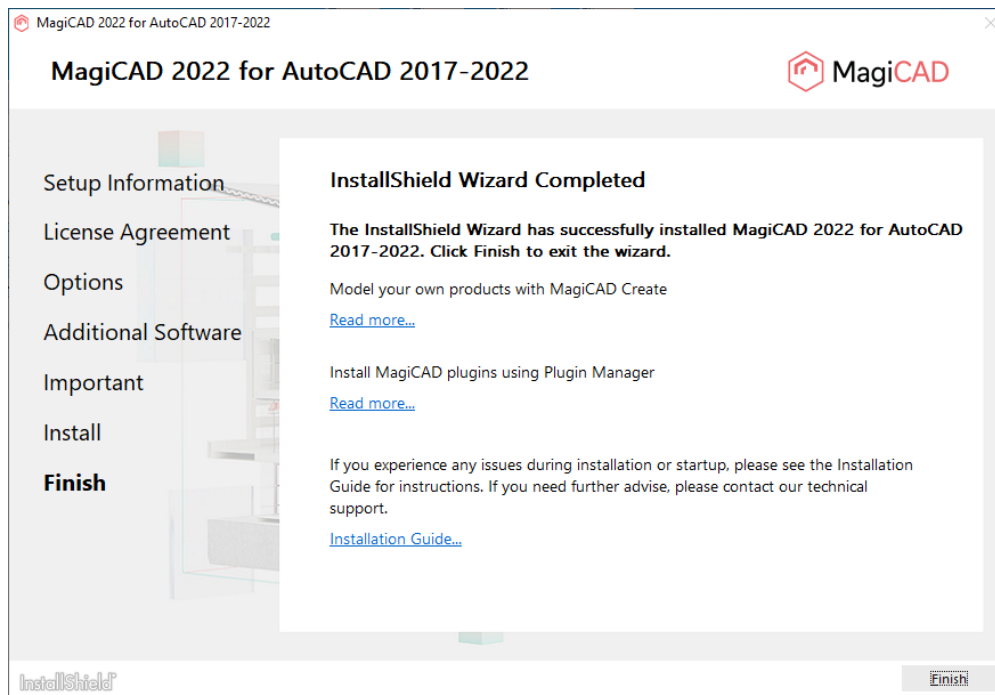 MagiCAD 2022 for AutoCAD 2017-2022
MagiCAD 2022 for AutoCAD 2017-2022
MagiCAD
Setup Information
License Agreement
Options
Additional Software
Important
Install
Finish
InstallShield Wizard Completed
The InstallShield Wizard has successfully installed MagiCAD 2022 for AutoCAD
2017-2022. Click Finish to exit the wizard.
Model your own products with MagiCAD Create
Read more...
Install MagiCAD plugins using Plugin Manager
Read more...
If you experience any issues during installation or startup, please see the Installation
Guide for instructions. If you need further advise, please contact our technical
support.
Installation Guide...
InstallShield
Finish